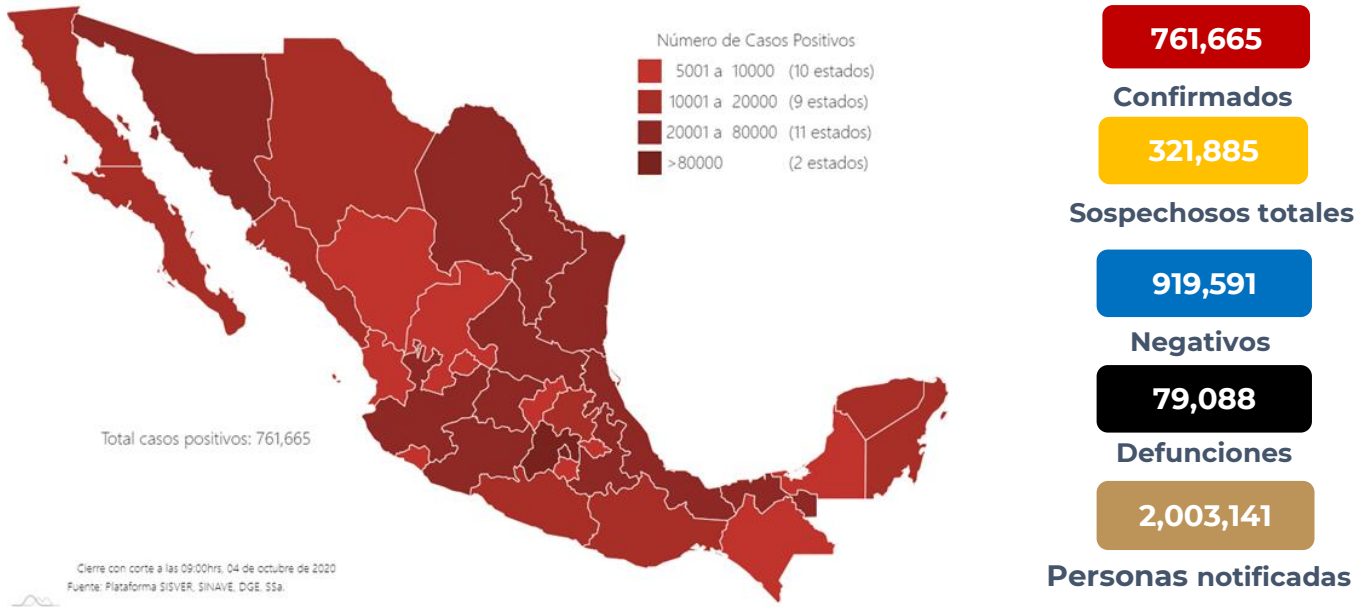 Número de Casos Positivos
5001 a 10000 (10 estados)
10001 a 20000 (9 estados)
20001 a 80000 (11 estados)
>80000 (2 estados)
Total casos positivos: 761,665
Cierre con corte a las 09:00hrs, 04 de octubre de 2020
Fuente: Plataforma SISVER, SINAVE, DGE, SSa.
761,665
Confirmados
321,885
Sospechosos totales
919,591
Negativos
79,088
Defunciones
2,003,141
Personas notificadas